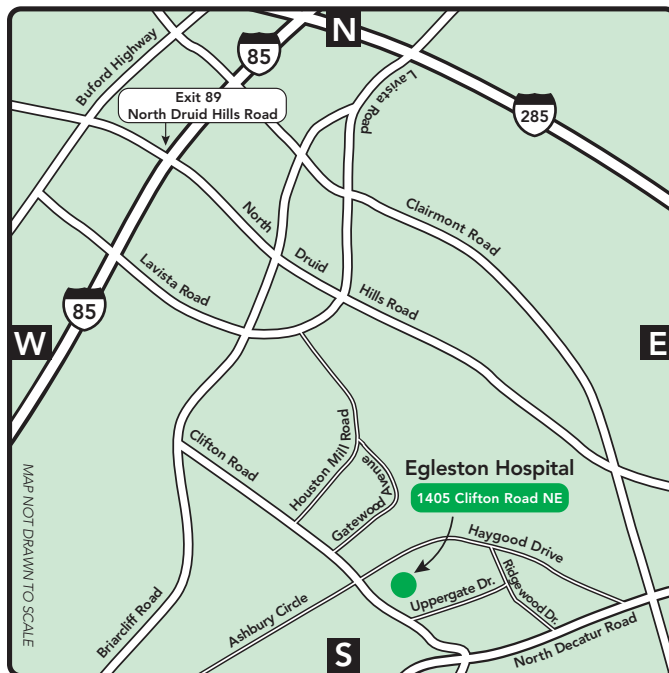 N
Buford Highway
85
Lavista Road
Exit 89
North Druid Hills Road
285
North
Druid
Hills Road
Clairmont Road
Lavista Road
85
W
E
Clifton Road
Houston Mill Road
Gatewood Avenue
Egleston Hospital
1405 Clifton Road NE
Haygood Drive
MAP NOT DRAWN TO SCALE
Uppergate Dr.
Ridgewood Dr.
Ashbury Circle
Briarcliff Road
North Decatur Road
S